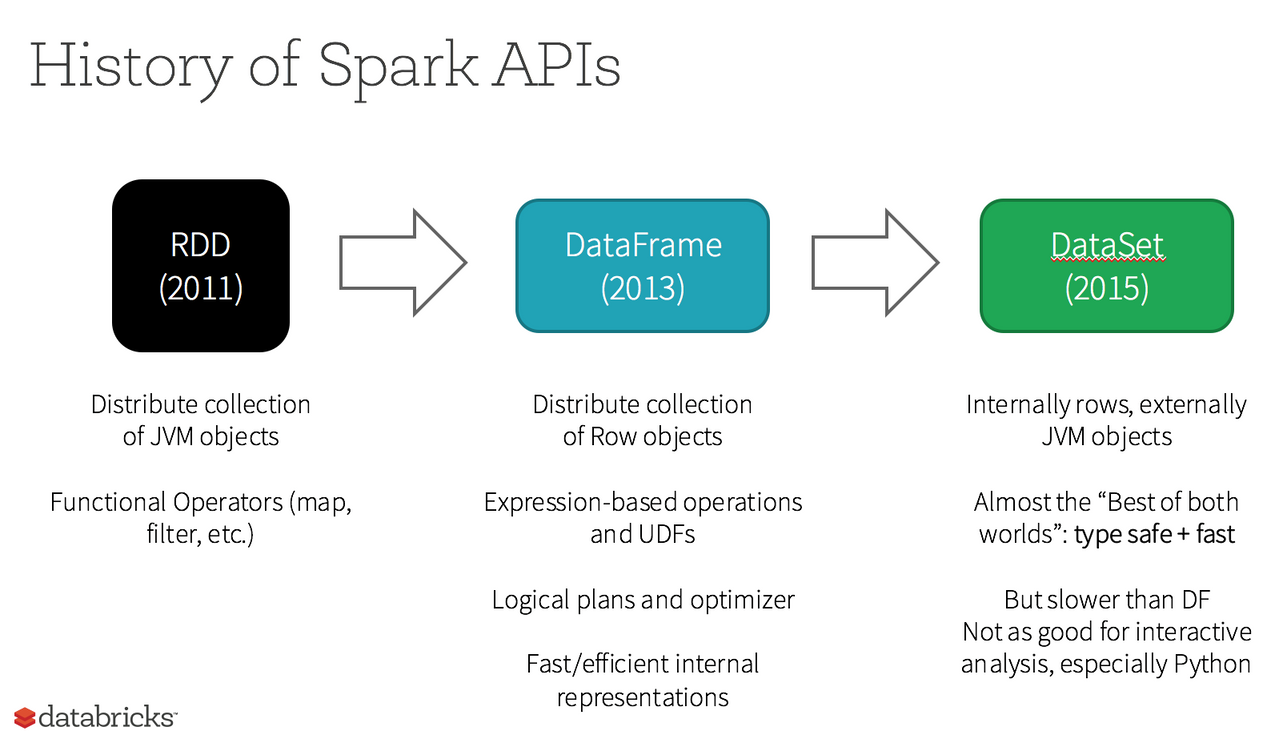 History of Spark APIs
RDD
(2011)
Distribute collection
of JVM objects
Functional Operators (map,
filter, etc.)
DataFrame
(2013)
Distribute collection
of Row objects
Expression-based operations
and UDFs
Logical plans and optimizer
Fast/efficient internal
representations
DataSet
(2015)
Internally rows, externally
JVM objects
Almost the “Best of both
worlds”: type safe + fast
But slower than DF
Not as good for interactive
analysis, especially Python
databricks™